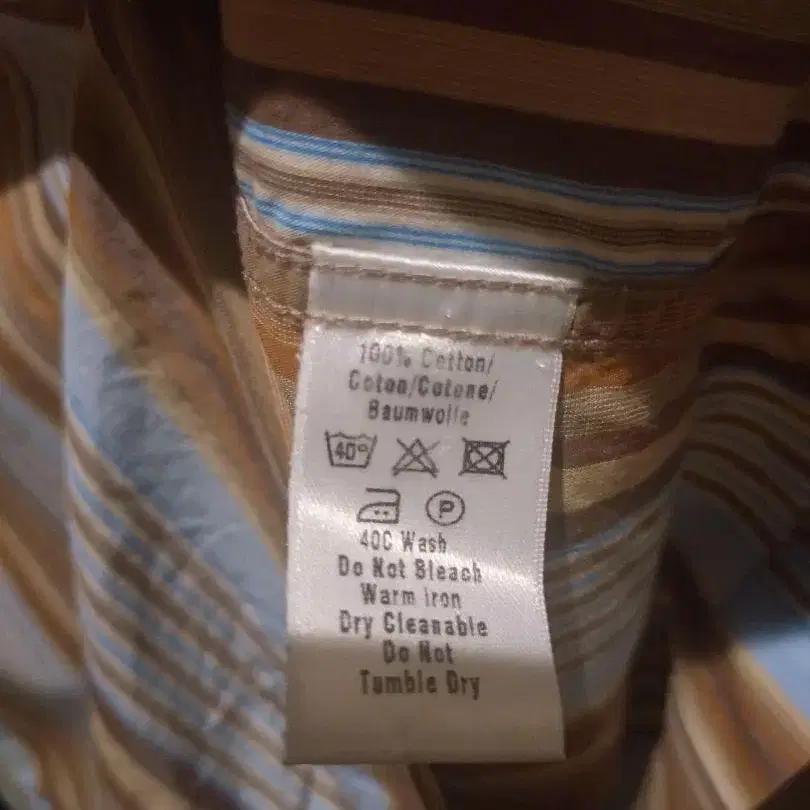 100% Cotton/
Coton/Cotone/
Baumwolle
40°
P
40C Wash
Do Not Bleach
Warm Iron
Dry Cleanable
Do Not
Tumble Dry